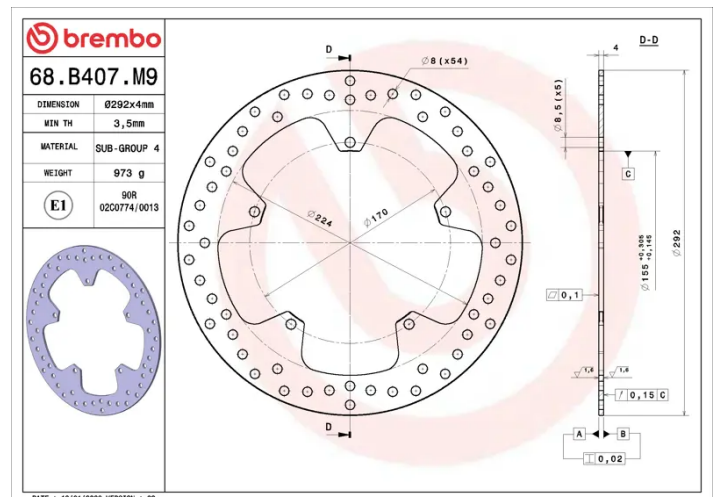 brembo
68.B407.M9
DIMENSION Ø292x4mm
MIN TH 3,5mm
MATERIAL SUB-GROUP 4
WEIGHT 973 g
E1 90R
02C0774/0013
D
D
Ø8 (x54)
Ø224
Ø170
D-D
4
Ø8,5 (x5)
C
Ø155 +0,305 +0,145
Ø292
0,1
1,6 1,6
0,15 C
A B
0,02